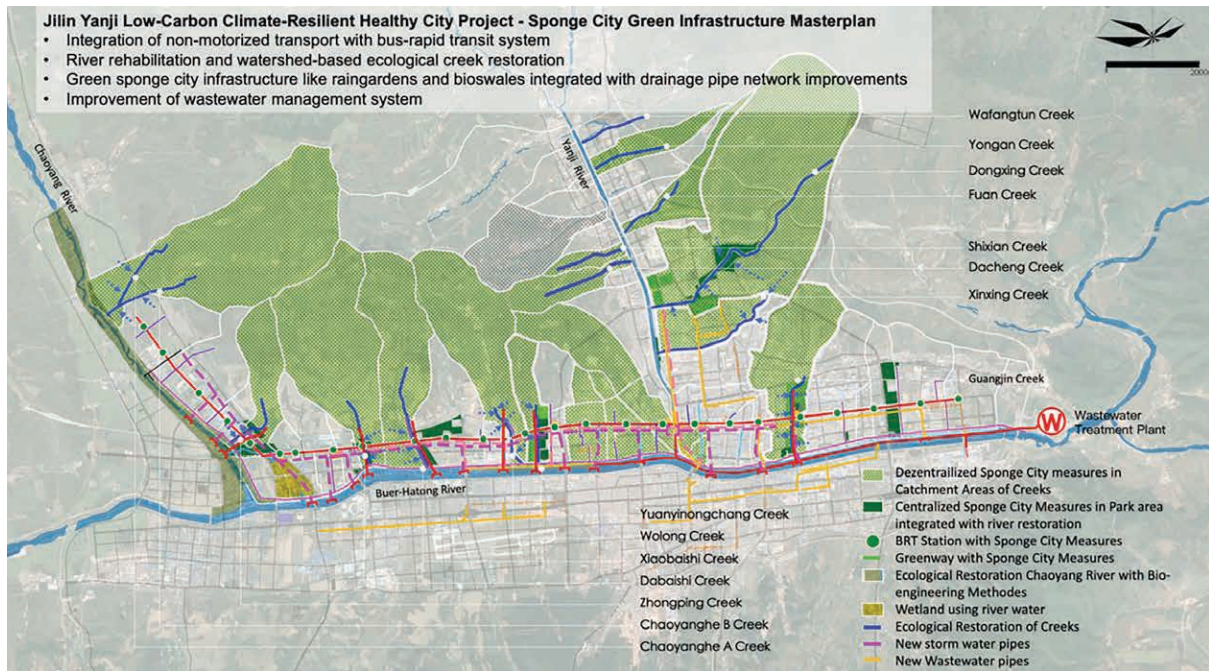 Jilin Yanji Low-Carbon Climate-Resilient Healthy City Project - Sponge City Green Infrastructure Masterplan
• Integration of non-motorized transport with bus-rapid transit system
• River rehabilitation and watershed-based ecological creek restoration
• Green sponge city infrastructure like raingardens and bioswales integrated with drainage pipe network improvements
• Improvement of wastewater management system
2000m
Chaoyang River
Yanji River
Wafangtun Creek
Yongan Creek
Dongxing Creek
Fuan Creek
Shixian Creek
Dacheng Creek
Xinxing Creek
Guangjin Creek
W
Wastewater
Treatment Plant
Buer-Hatong River
Yuanyinongchang Creek
Wolong Creek
Xiaobaishi Creek
Dabaishi Creek
Zhongping Creek
Chaoyanghe B Creek
Chaoyanghe A Creek
Dezentrailized Sponge City measures in
Catchment Areas of Creeks
Centralized Sponge City Measures in Park area
integrated with river restoration
BRT Station with Sponge City Measures
Greenway with Sponge City Measures
Ecological Restoration Chaoyang River with Bio-
engineering Methodes
Wetland using river water
Ecological Restoration of Creeks
New storm water pipes
New Wastewater pipes